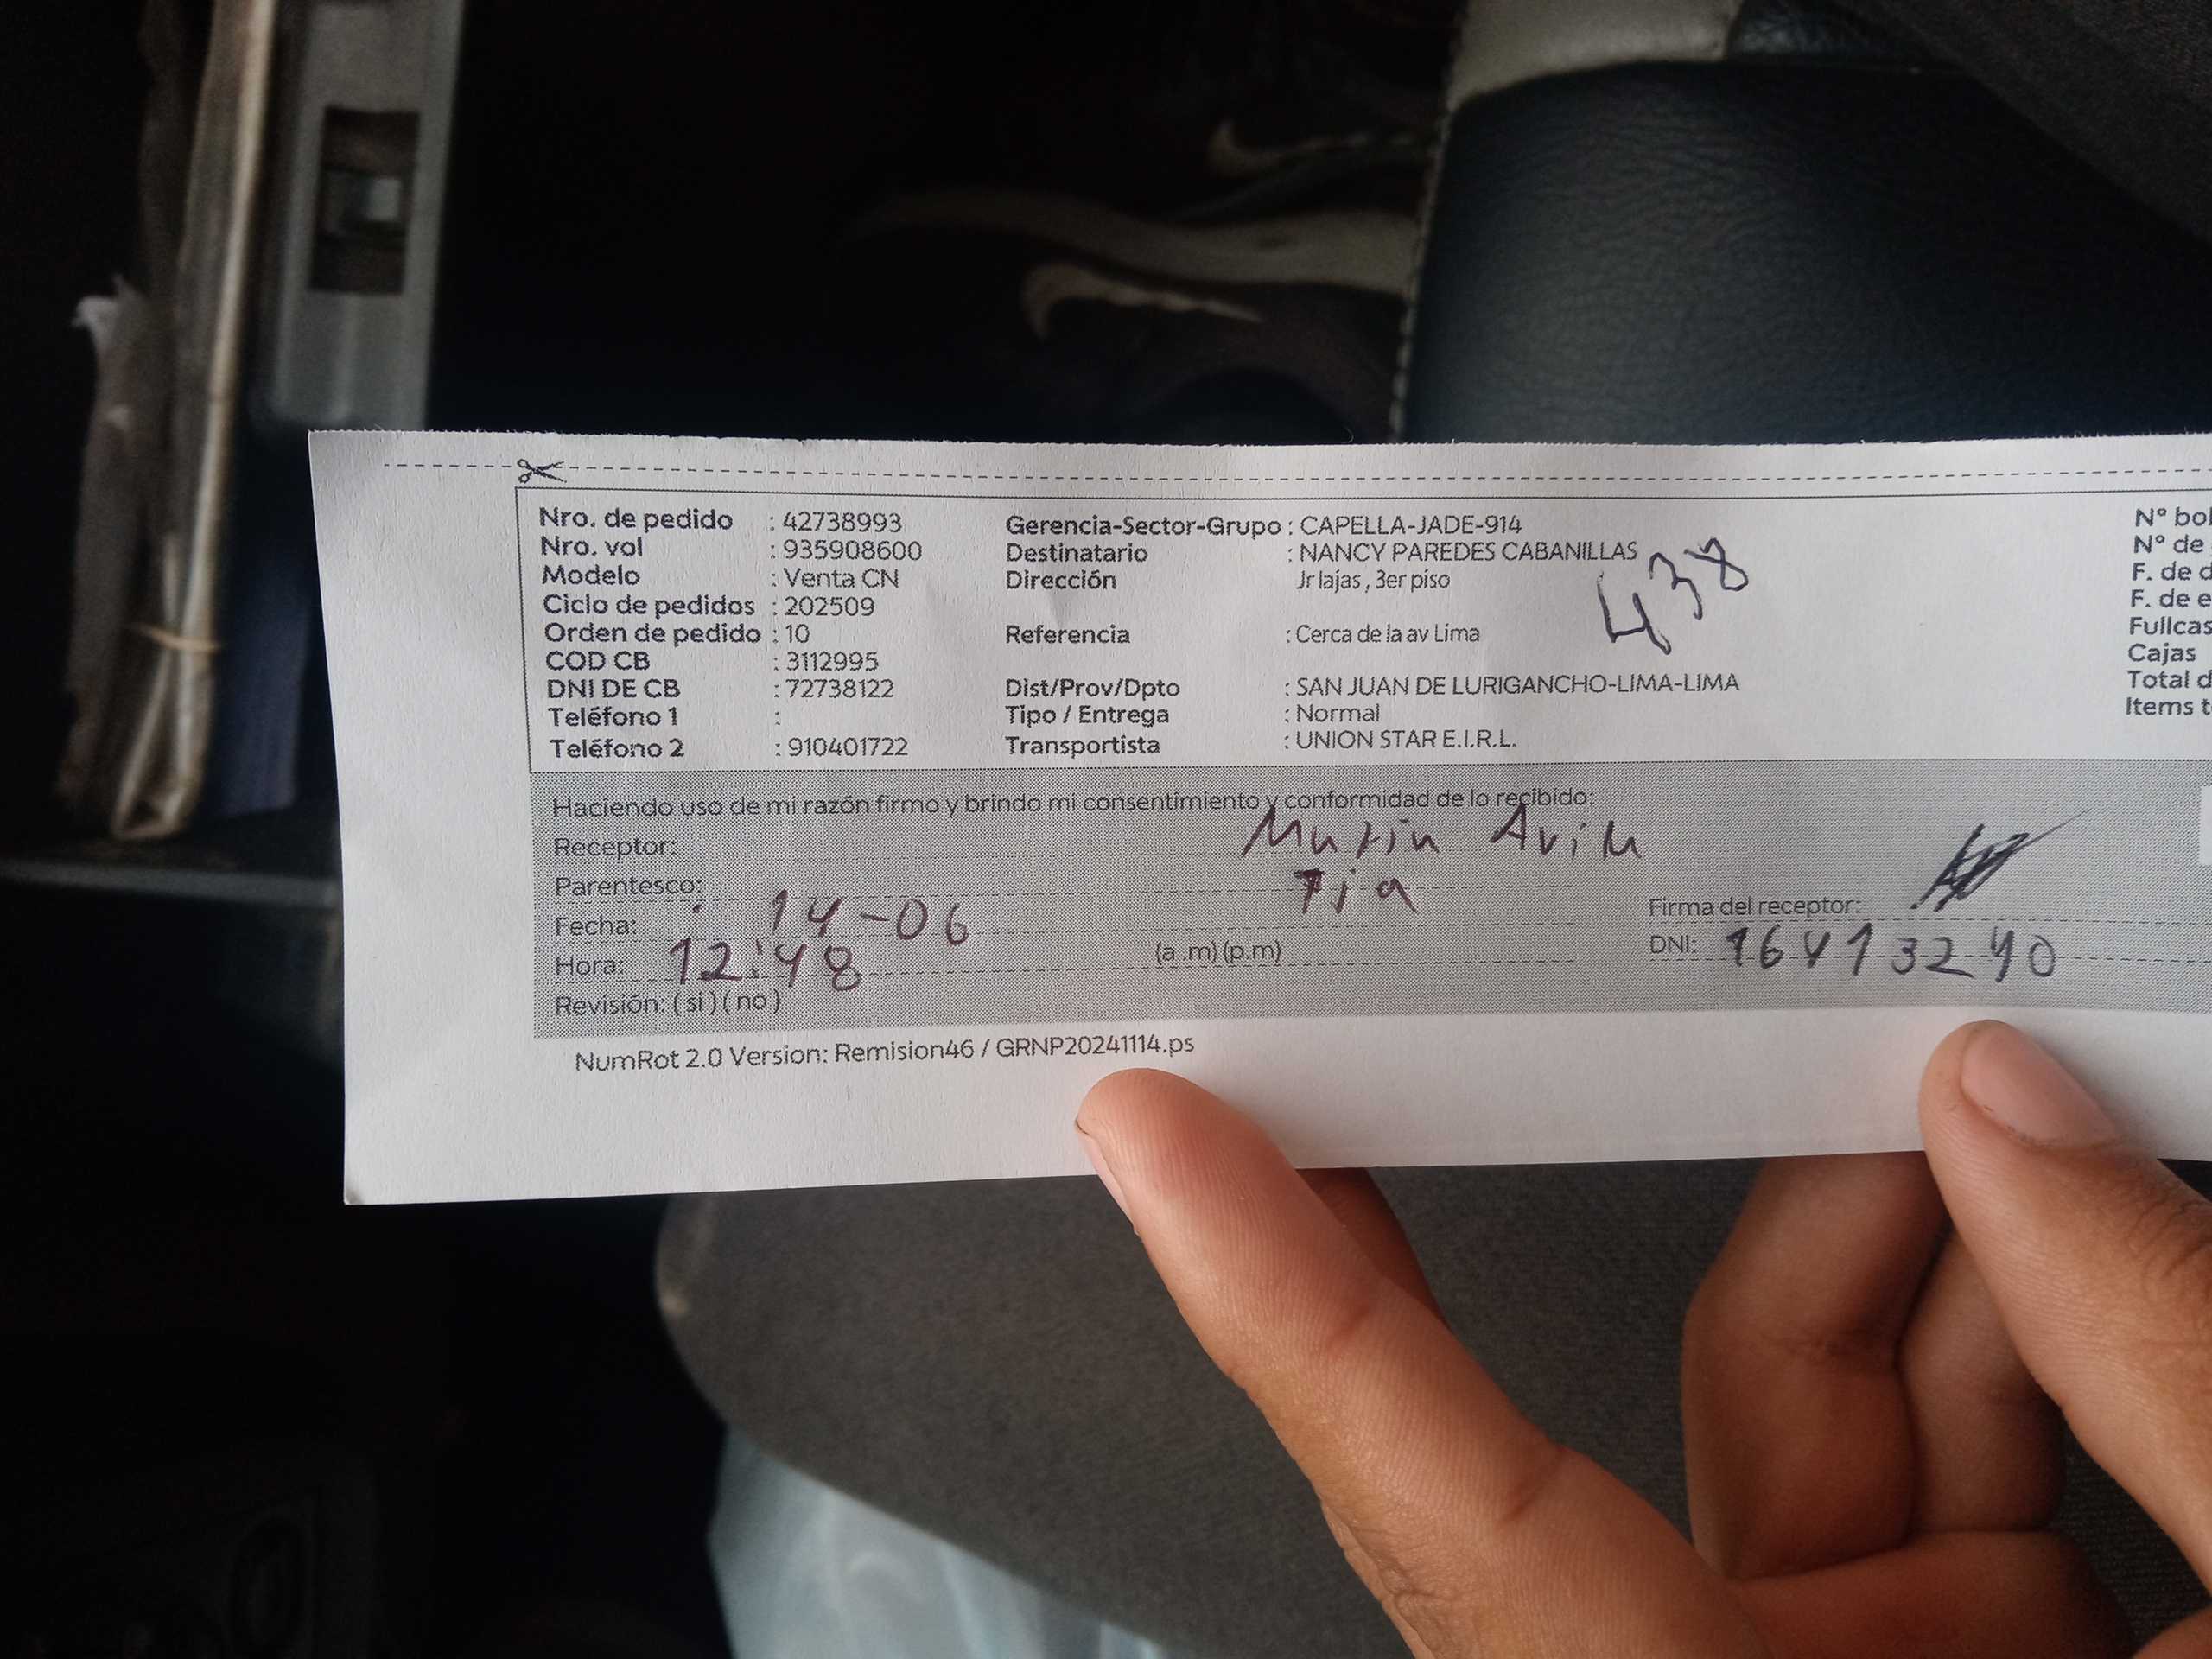 Nro. de pedido : 42738993 Gerencia-Sector-Grupo : CAPELLA-JADE-914 N° bol
Nro. vol : 935908600 Destinatario : NANCY PAREDES CABANILLAS N° de
Modelo : Venta CN Dirección Jr lajas , 3er piso 438 F. de d
Ciclo de pedidos : 202509 F. de e
Orden de pedido : 10 Referencia : Cerca de la av Lima Fullcas
COD CB : 3112995 Cajas
DNI DE CB : 72738122 Dist/Prov/Dpto : SAN JUAN DE LURIGANCHO-LIMA-LIMA Total d
Teléfono 1 : Tipo / Entrega : Normal Items t
Teléfono 2 : 910401722 Transportista : UNION STAR E.I.R.L.
Haciendo uso de mi razón firmo y brindo mi consentimiento y conformidad de lo recibido:
Receptor:
Parentesco: Tia
Fecha: 14-06 Firma del receptor:
Hora: 12:48 (a .m) (p.m) DNI: 16413240
Revisión: ( si ) ( no )
NumRot 2.0 Version: Remision46 / GRNP20241114.ps